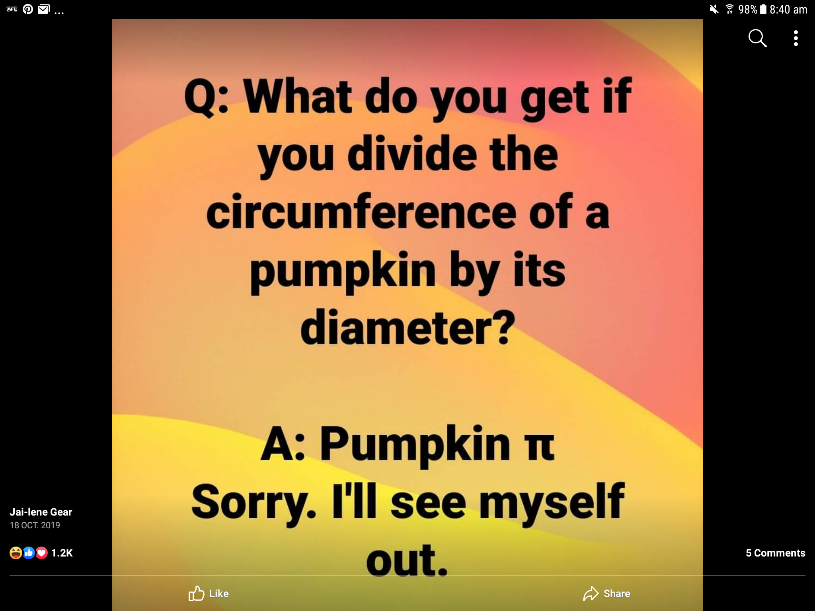 98% 8:40 am
Q: What do you get if
you divide the
circumference of a
pumpkin by its
diameter?
A: Pumpkin π
Sorry. I'll see myself
out.
Jai-lene Gear
18 OCT. 2019
1.2K
5 Comments
Like
Share